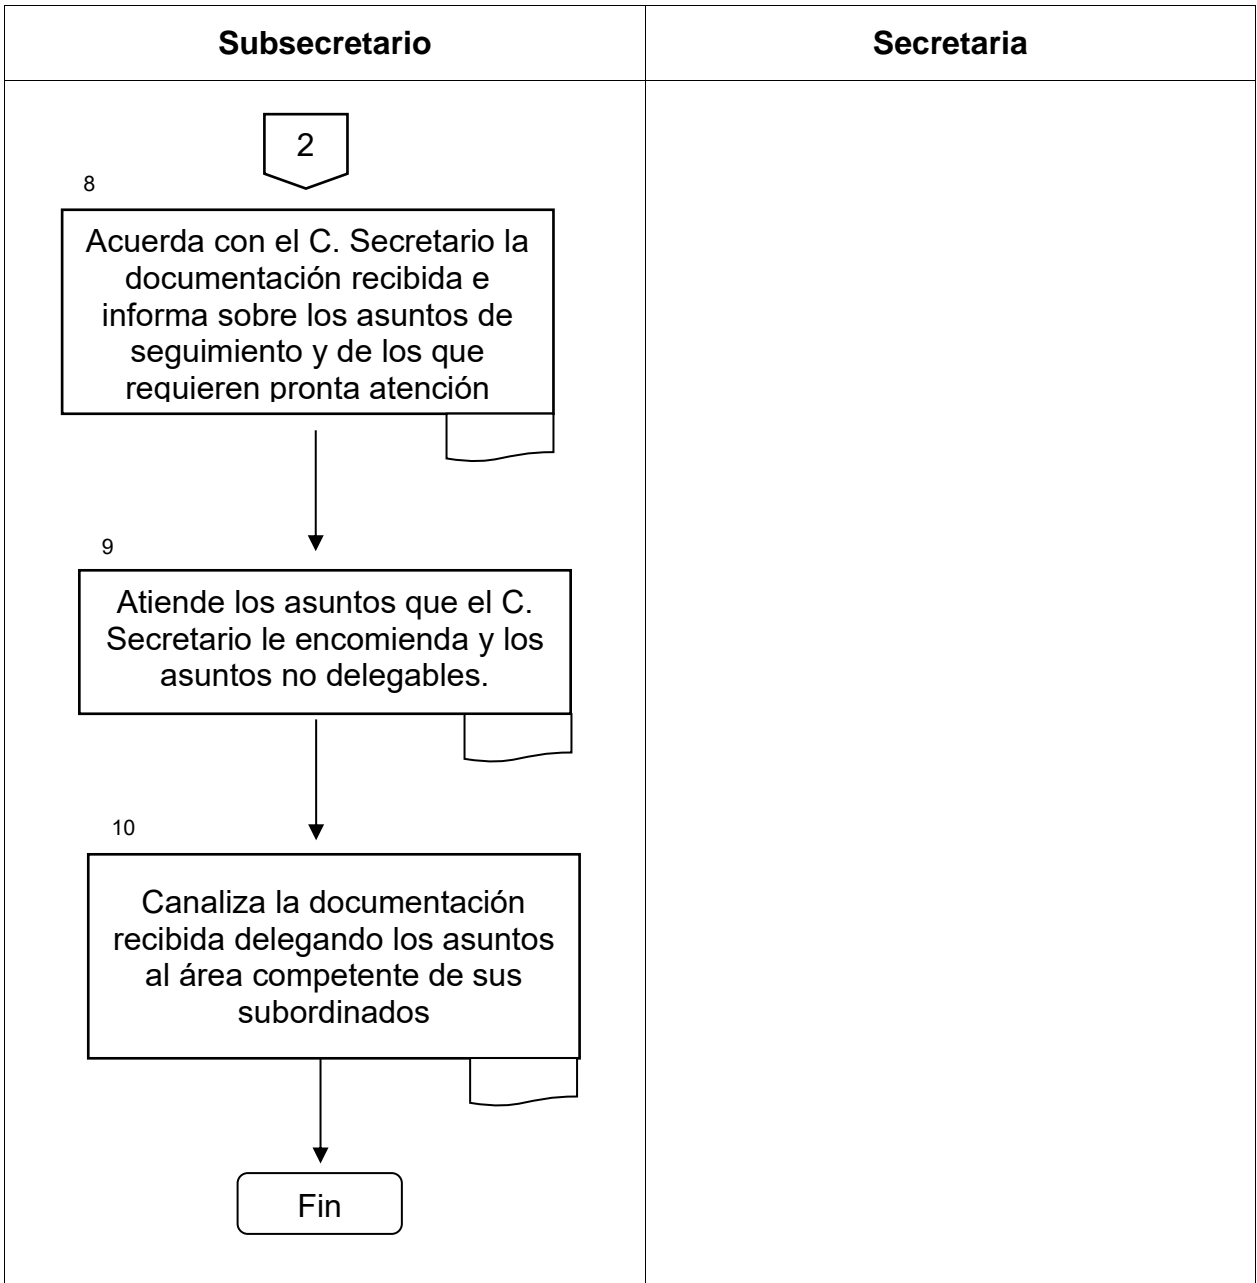 Subsecretario
Secretaria
2
8
Acuerda con el C. Secretario la
documentación recibida e
informa sobre los asuntos de
seguimiento y de los que
requieren pronta atención
9
Atiende los asuntos que el C.
Secretario le encomienda y los
asuntos no delegables.
10
Canaliza la documentación
recibida delegando los asuntos
al área competente de sus
subordinados
Fin